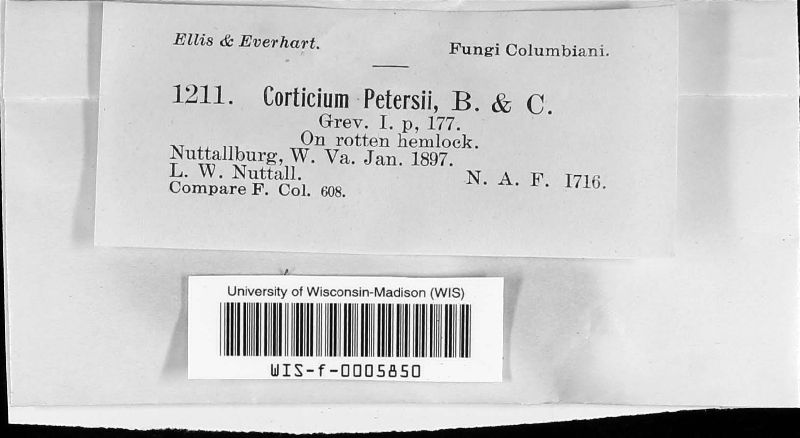 Ellis & Everhart.
Fungi Columbiani.
1211. Corticium Petersii, B. & C.
Grev. I. p, 177.
On rotten hemlock.
Nuttallburg, W. Va. Jan. 1897.
L. W. Nuttall.
N. A. F. 1716.
Compare F. Col. 608.
University of Wisconsin-Madison (WIS)
WIS-f-0005850